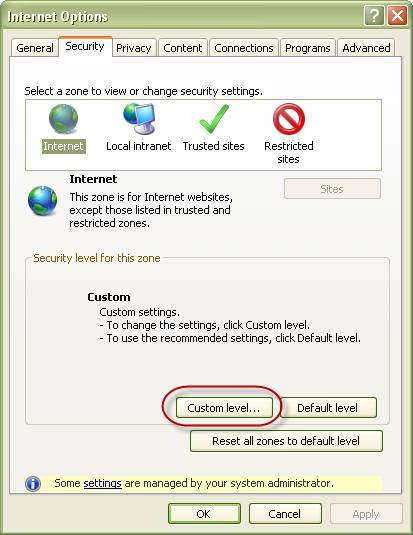 Internet Options
General Security Privacy Content Connections Programs Advanced
Select a zone to view or change security settings.
Internet Local intranet Trusted sites Restricted
sites
Internet
Sites
This zone is for Internet websites,
except those listed in trusted and
restricted zones.
Security level for this zone
Custom
Custom settings.
- To change the settings, click Custom level.
- To use the recommended settings, click Default level.
Custom level... Default level
Reset all zones to default level
Some settings are managed by your system administrator.
OK Cancel Apply